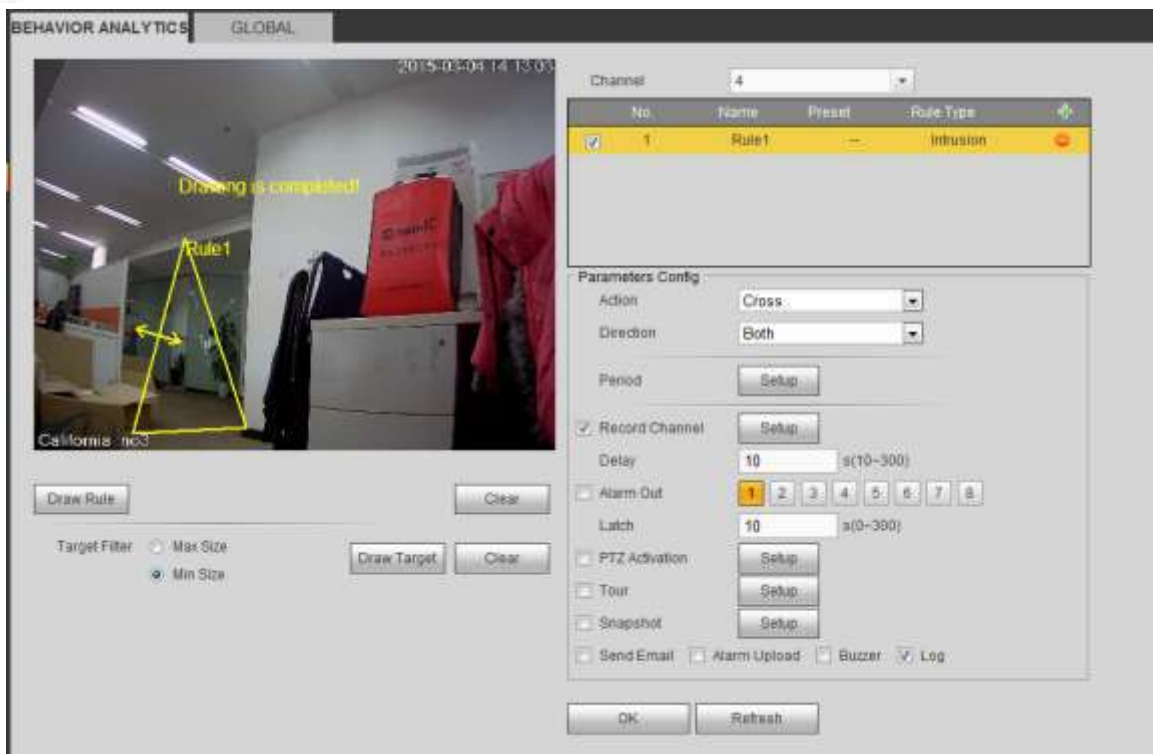 BEHAVIOR ANALYTICS GLOBAL
2015-03-04 14:13:03
Drawing is completed!
Rule1
California no3
Draw Rule Clear
Target Filter Max Size
Min Size
Draw Target Clear
Channel 4
No. Name Preset Rule Type
1 Rule1 -- Intrusion
Parameters Config
Action Cross
Direction Both
Period Setup
Record Channel Setup
Delay 10 s(10~300)
Alarm Out 1 2 3 4 5 6 7 8
Latch 10 s(0~300)
PTZ Activation Setup
Tour Setup
Snapshot Setup
Send Email Alarm Upload Buzzer Log
OK Refresh